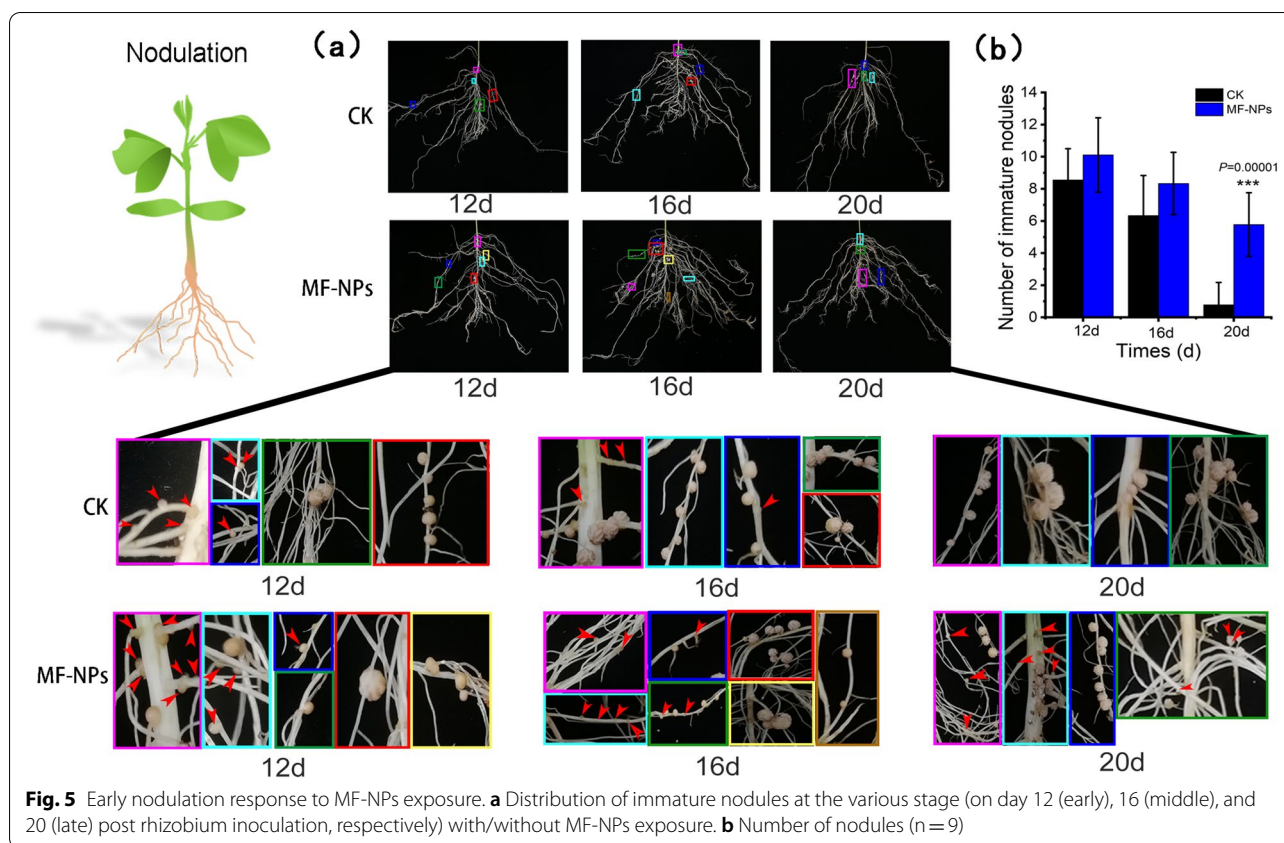 Nodulation
(a)
CK
12d 16d 20d
MF-NPs
12d 16d 20d
(b)
Number of immature nodules
14
12
10
8
6
4
2
0
CK
MF-NPs
P=0.00001
***
12d 16d 20d
Times (d)
CK
12d 16d 20d
MF-NPs
12d 16d 20d
Fig. 5 Early nodulation response to MF-NPs exposure. a Distribution of immature nodules at the various stage (on day 12 (early), 16 (middle), and
20 (late) post rhizobium inoculation, respectively) with/without MF-NPs exposure. b Number of nodules (n = 9)